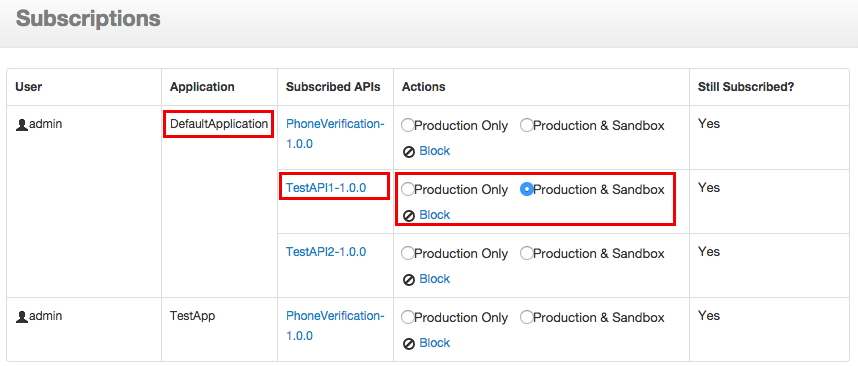 Subscriptions
User Application Subscribed APIs Actions Still Subscribed?
admin DefaultApplication PhoneVerification- Production Only Production & Sandbox Yes
1.0.0
Block
TestAPI1-1.0.0 Production Only Production & Sandbox Yes
Block
TestAPI2-1.0.0 Production Only Production & Sandbox Yes
Block
admin TestApp PhoneVerification- Production Only Production & Sandbox Yes
1.0.0
Block